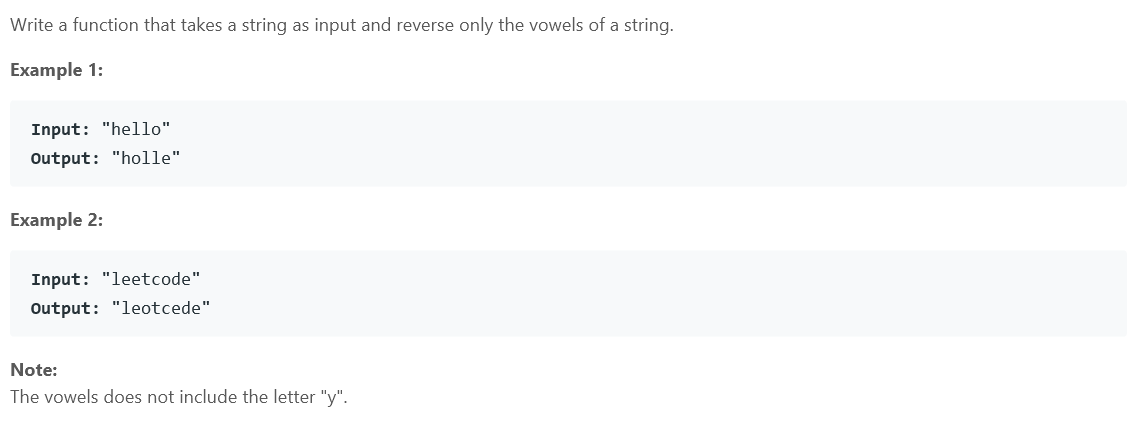 Write a function that takes a string as input and reverse only the vowels of a string.
Example 1:
Input: "hello"
Output: "holle"
Example 2:
Input: "leetcode"
Output: "leotcede"
Note:
The vowels does not include the letter "y".